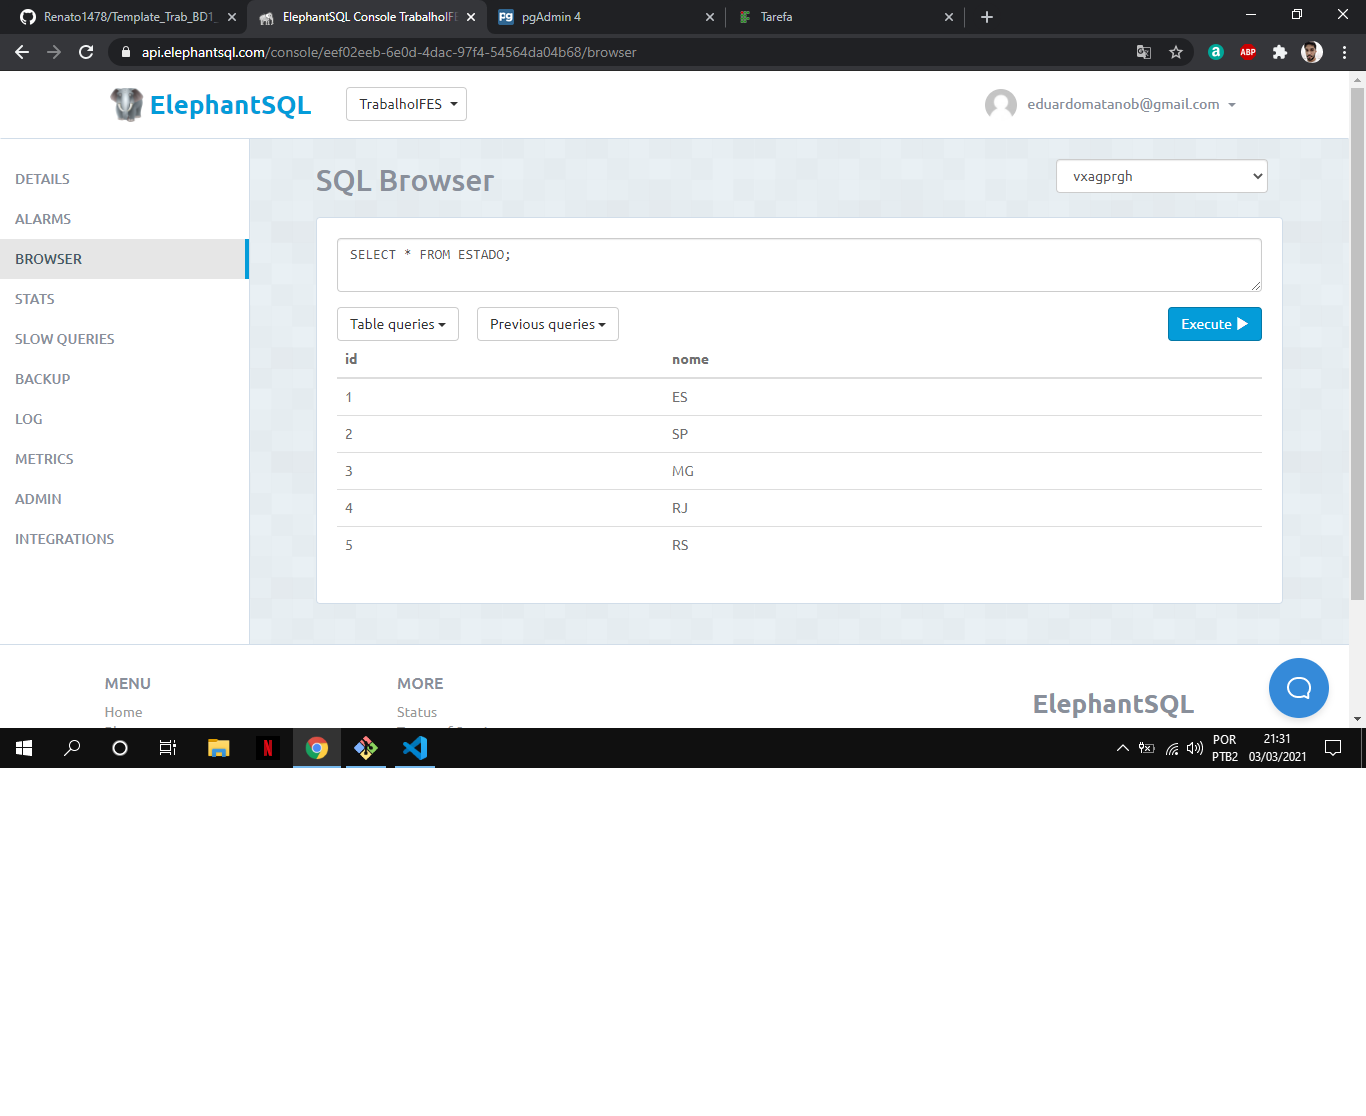 Renato1478/Template_Trab_BD1_
ElephantSQL Console TrabalhoIFE
pgAdmin 4
Tarefa
api.elephantsql.com/console/eef02eeb-6e0d-4dac-97f4-54564da04b68/browser
ElephantSQL
TrabalhoIFES
eduardomatanob@gmail.com
DETAILS
ALARMS
BROWSER
STATS
SLOW QUERIES
BACKUP
LOG
METRICS
ADMIN
INTEGRATIONS
SQL Browser
vxagprgh
SELECT * FROM ESTADO;
Table queries
Previous queries
Execute
id nome
1 ES
2 SP
3 MG
4 RJ
5 RS
MENU
Home
MORE
Status
ElephantSQL
POR
PTB2
21:31
03/03/2021